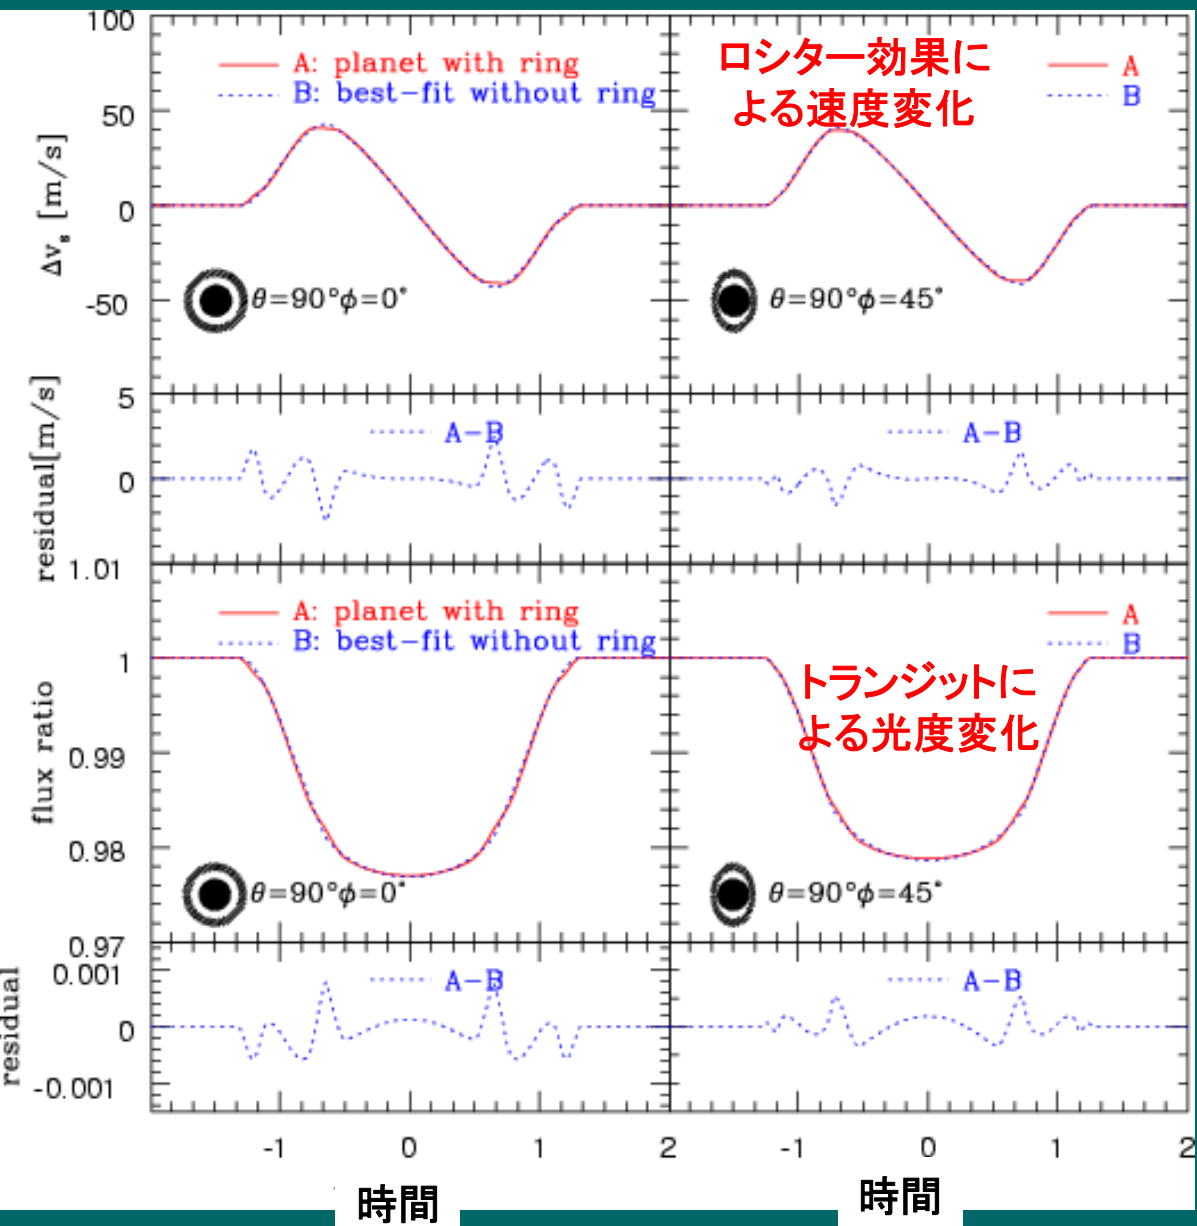 100
50
0
-50
Δvₛ [m/s]
A: planet with ring
B: best-fit without ring
θ=90°φ=0°
ロシター効果に
よる速度変化
A
B
θ=90°φ=45°
5
0
residual[m/s]
A-B
A-B
1.01
1
0.99
0.98
0.97
flux ratio
A: planet with ring
B: best-fit without ring
θ=90°φ=0°
A
B
トランジットに
よる光度変化
θ=90°φ=45°
0.001
0
-0.001
residual
A-B
A-B
-1 0 1 2
-1 0 1 2
時間
時間